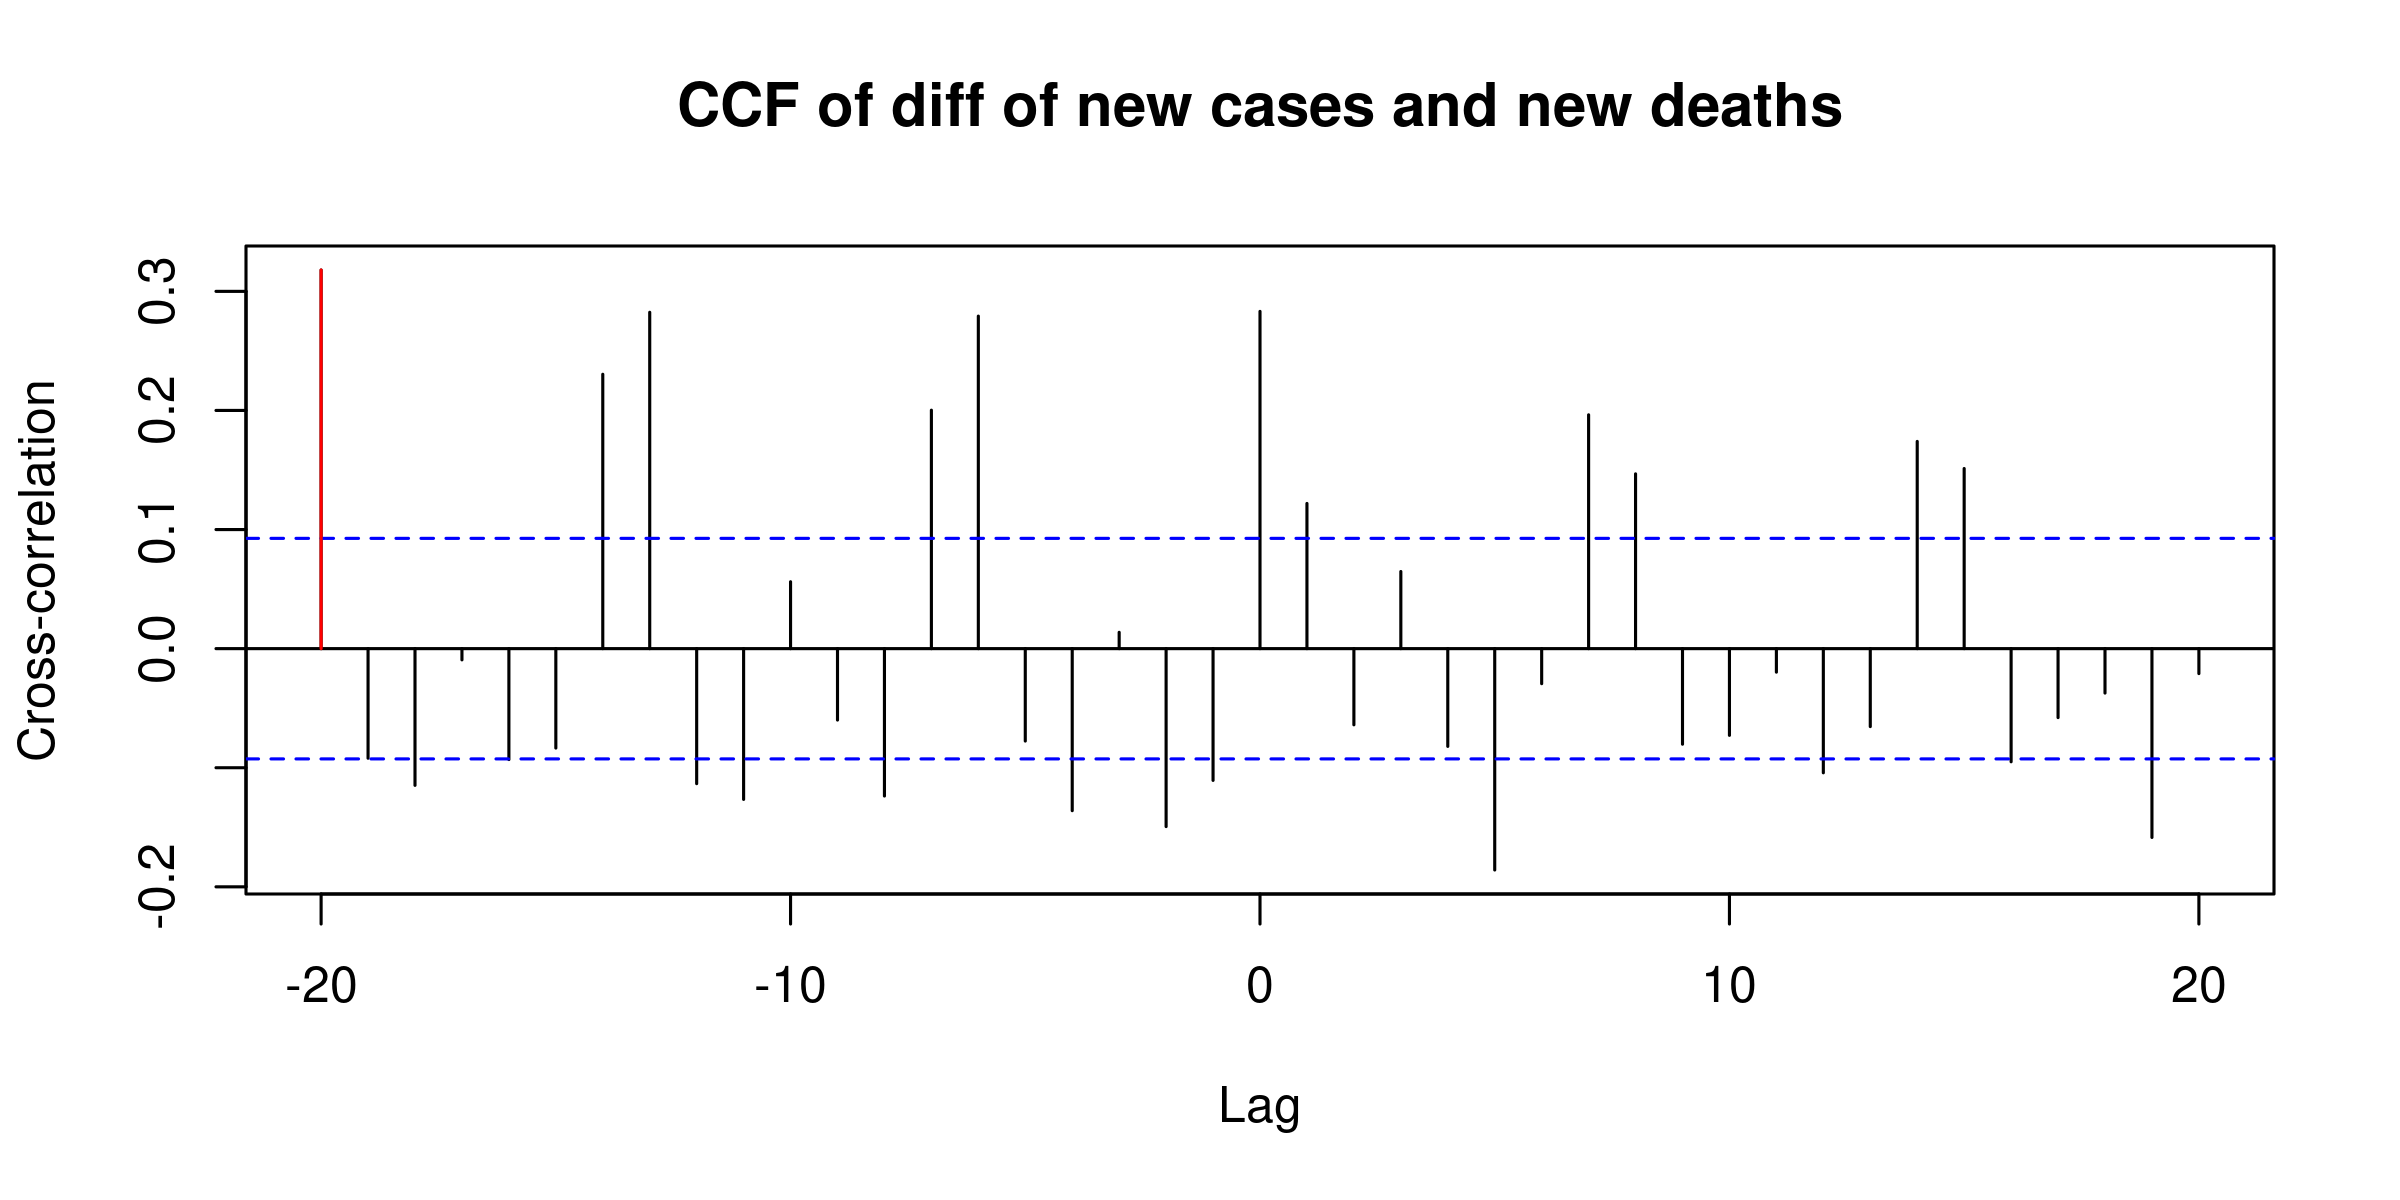 CCF of diff of new cases and new deaths
Cross-correlation
0.3
0.2
0.1
0.0
-0.2
-20 -10 0 10 20
Lag